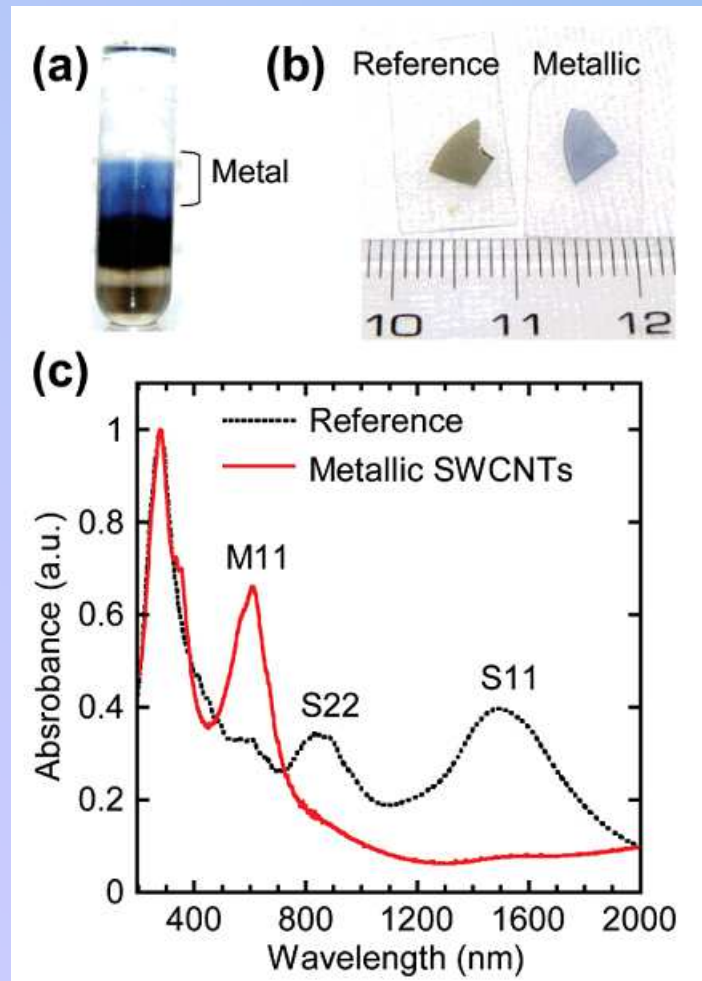 (a)
Metal
(b)
Reference Metallic
10 11 12
(c)
Reference
Metallic SWCNTs
M11
S22
S11
1
0.8
0.6
0.4
0.2
0
Absrobance (a.u.)
400 800 1200 1600 2000
Wavelength (nm)